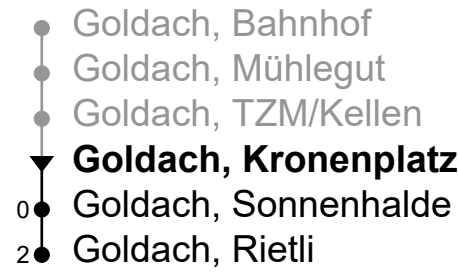 Goldach, Bahnhof
Goldach, Mühlegut
Goldach, TZM/Kellen
Goldach, Kronenplatz
0 Goldach, Sonnenhalde
2 Goldach, Rietli